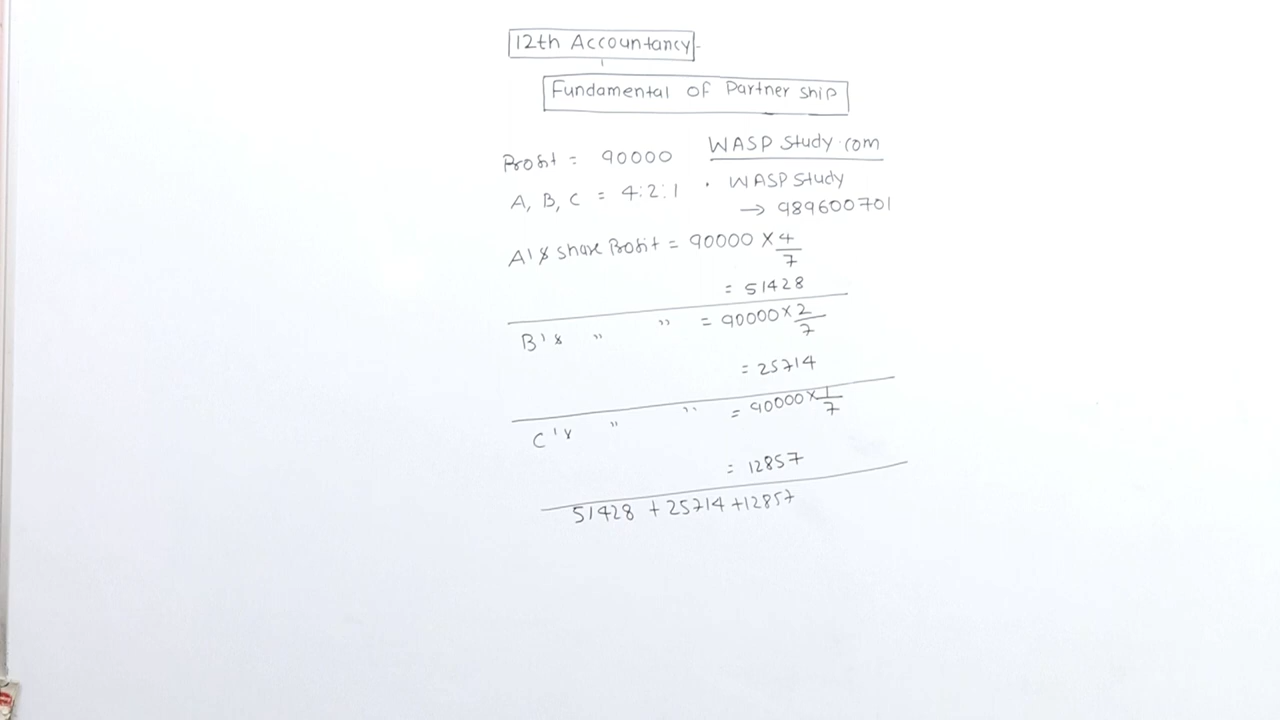 12th Accountancy
Fundamental of Partner ship
Profit = 90000 WASP Study.com
A, B, C = 4:2:1 . WASP Study
→ 989600701
A's share Profit = 90000 × 4/7
= 51428
B's " " = 90000 × 2/7
= 25714
C's " " = 90000 × 1/7
= 12857
51428 + 25714 + 12857